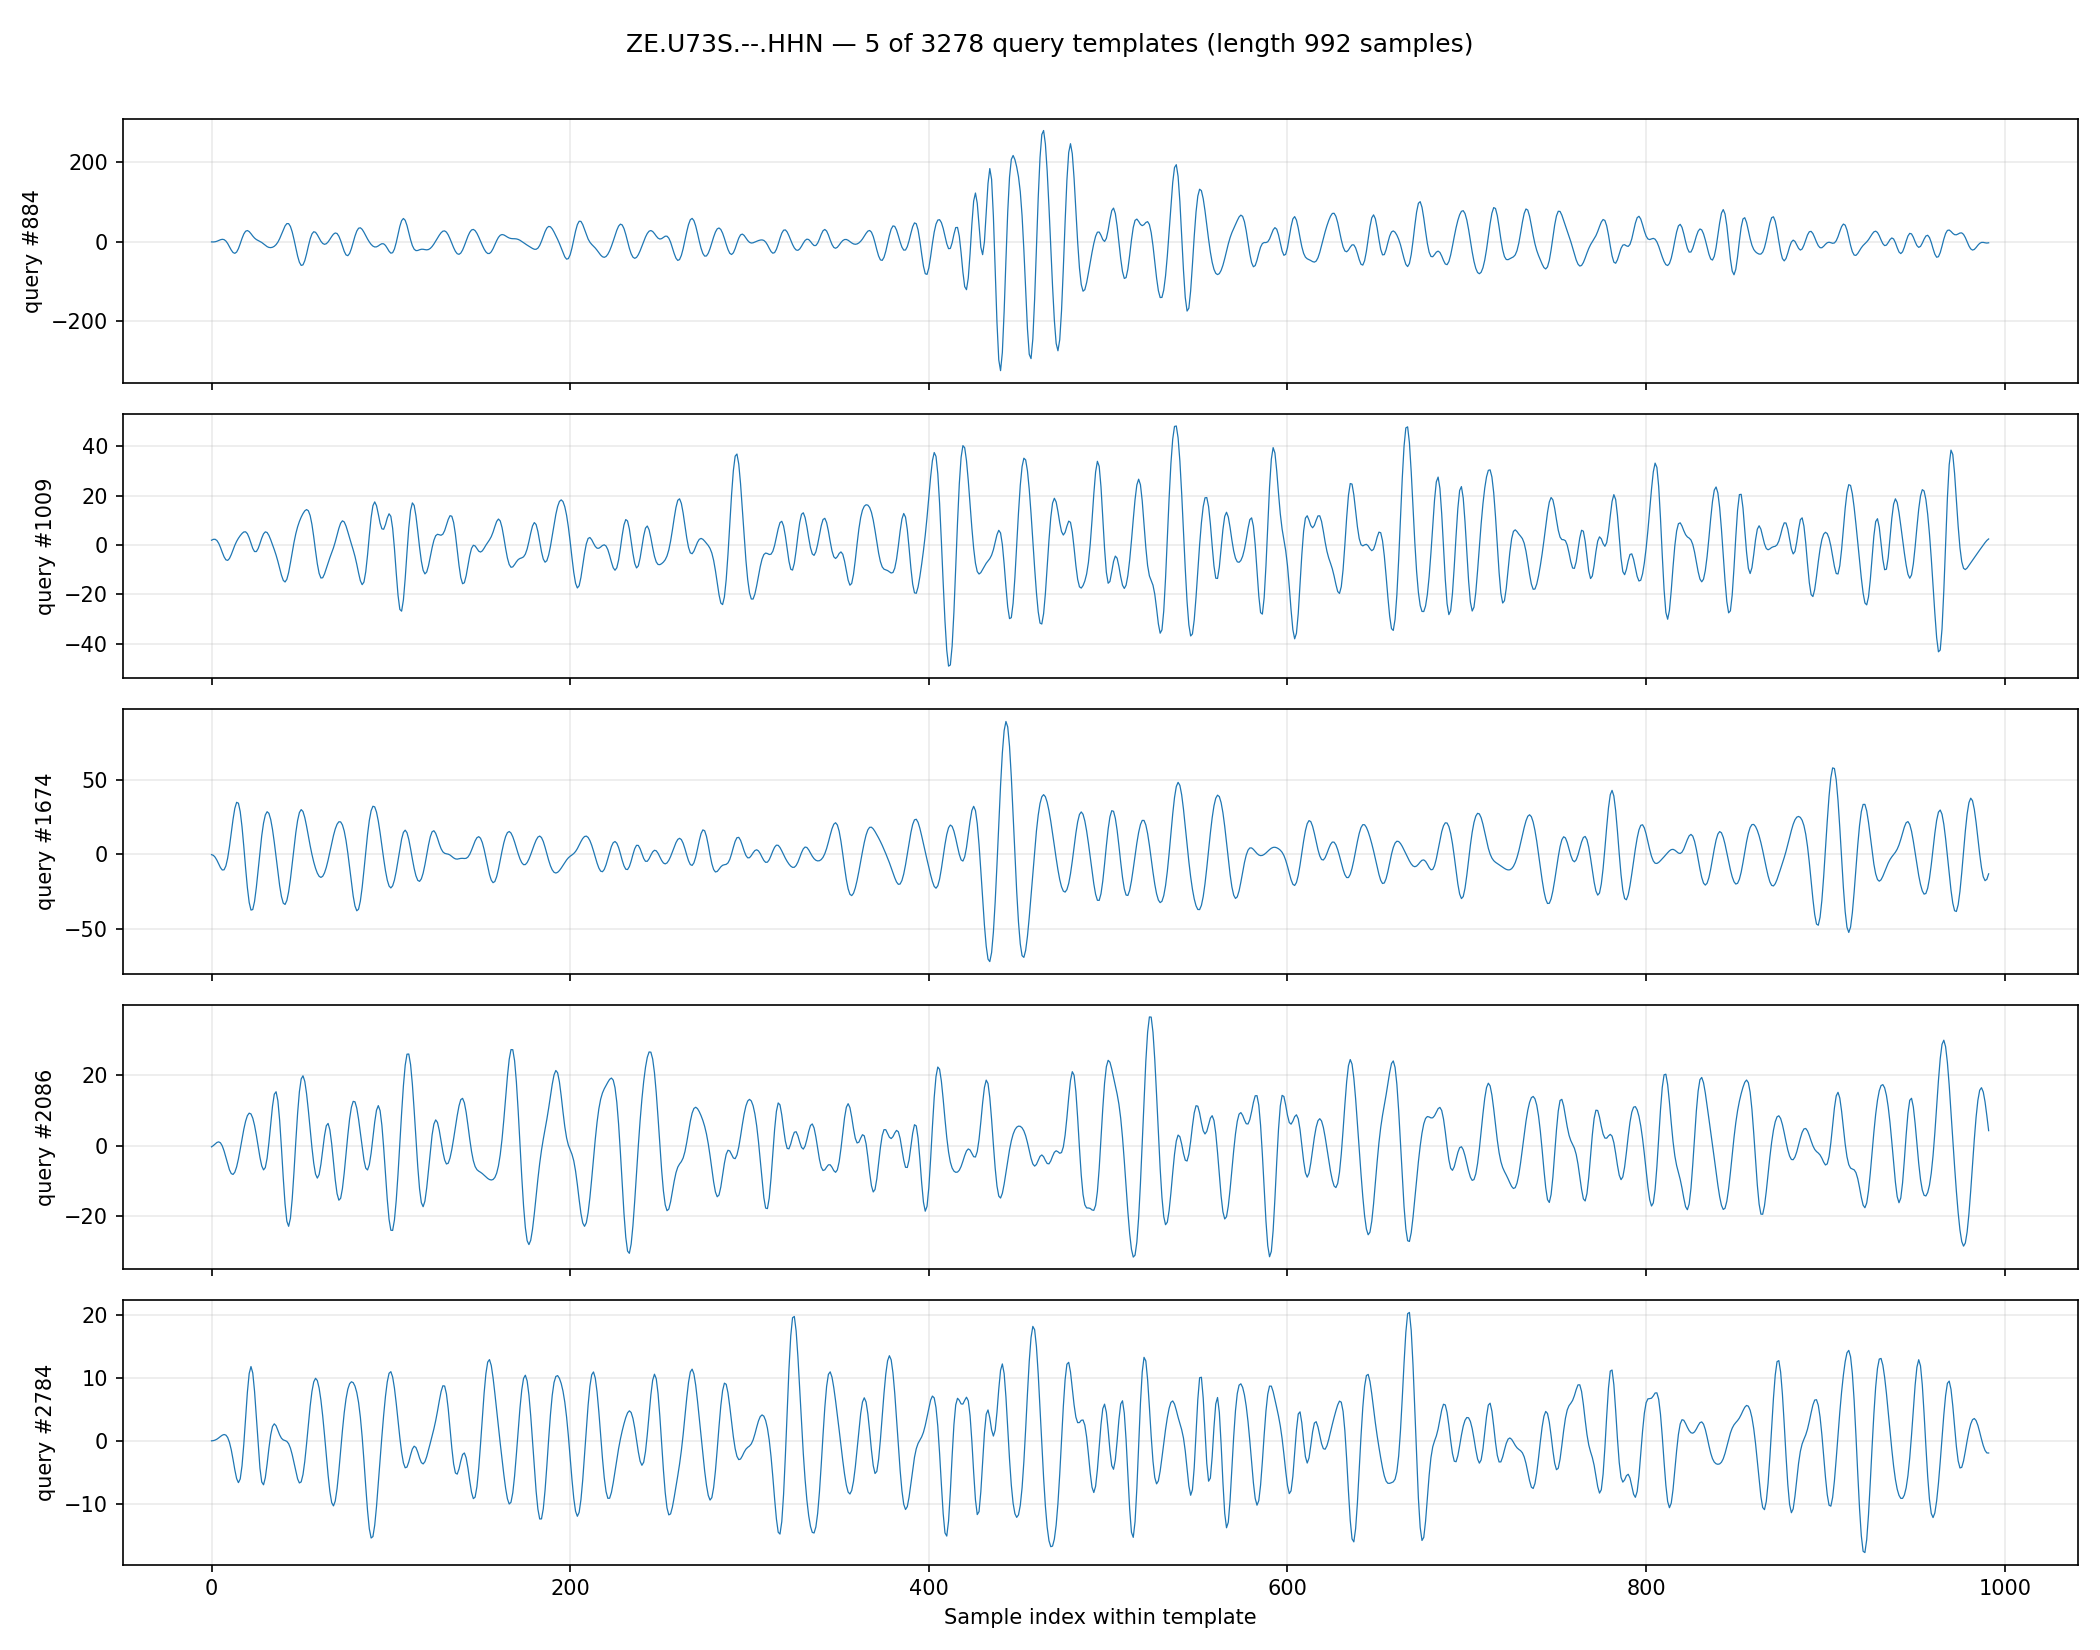 ZE.U73S.--.HHN — 5 of 3278 query templates (length 992 samples)
query #884
200
0
−200
query #1009
40
20
0
−20
−40
query #1674
50
0
−50
query #2086
20
0
−20
query #2784
20
10
0
−10
0 200 400 600 800 1000
Sample index within template